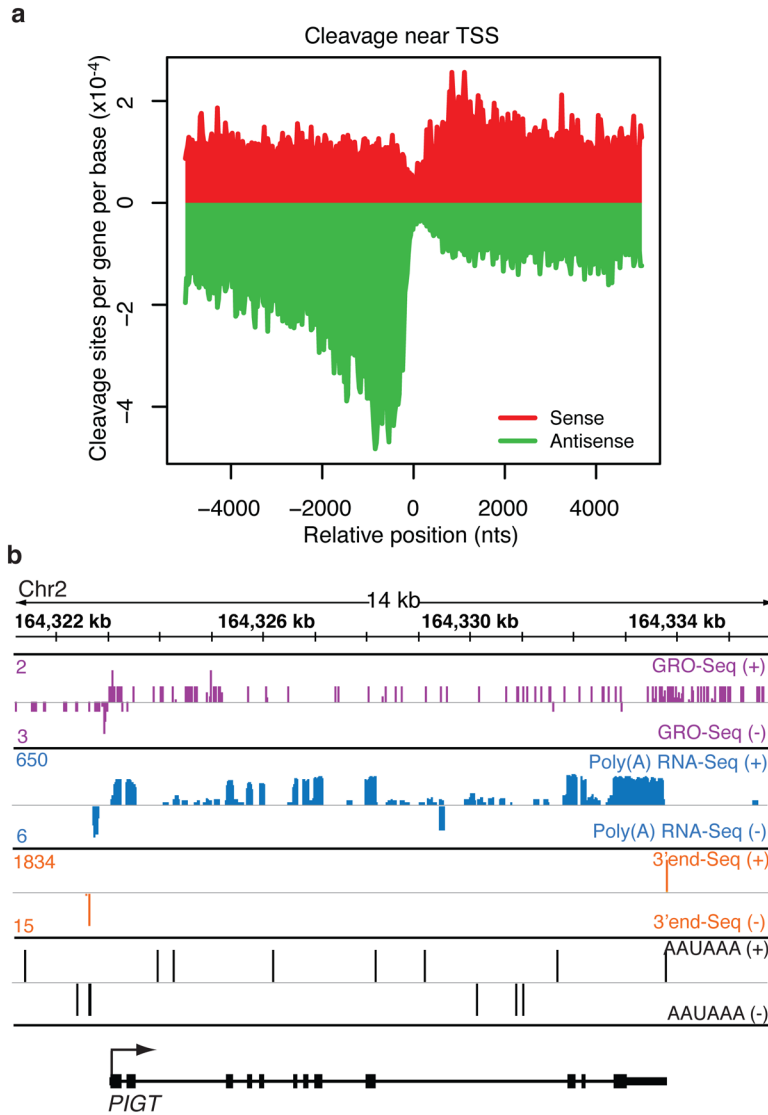 a
Cleavage near TSS
Cleavage sites per gene per base (x10-4)
2
0
−2
−4
Sense
Antisense
−4000 −2000 0 2000 4000
Relative position (nts)
b
Chr2
14 kb
164,322 kb 164,326 kb 164,330 kb 164,334 kb
2 GRO-Seq (+)
3 GRO-Seq (-)
650 Poly(A) RNA-Seq (+)
6 Poly(A) RNA-Seq (-)
1834 3'end-Seq (+)
15 3'end-Seq (-)
AAUAAA (+)
AAUAAA (-)
PIGT